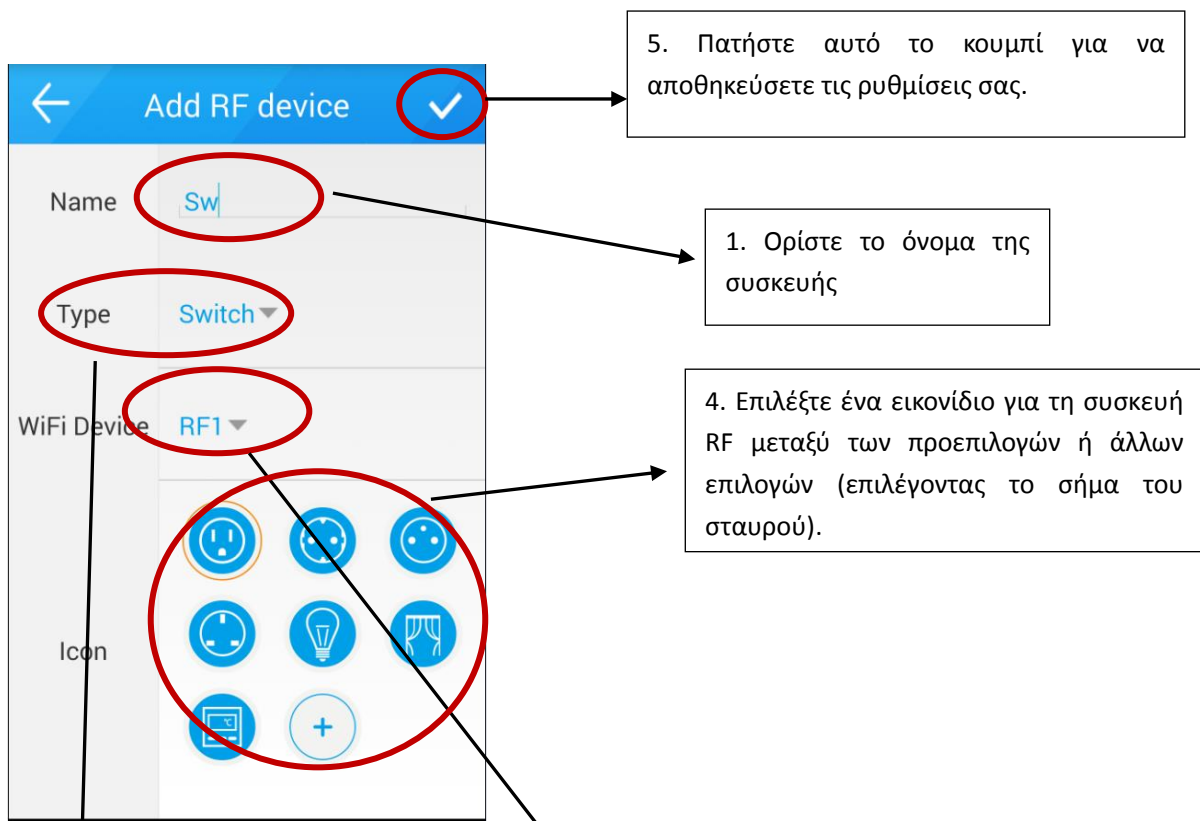 5. Πατήστε αυτό το κουμπί για να
αποθηκεύσετε τις ρυθμίσεις σας.
Add RF device
Name
Sw
1. Ορίστε το όνομα της
συσκευής
Type
Switch
4. Επιλέξτε ένα εικονίδιο για τη συσκευή
RF μεταξύ των προεπιλογών ή άλλων
επιλογών (επιλέγοντας το σήμα του
σταυρού).
WiFi Device
RF1
Icon
℃